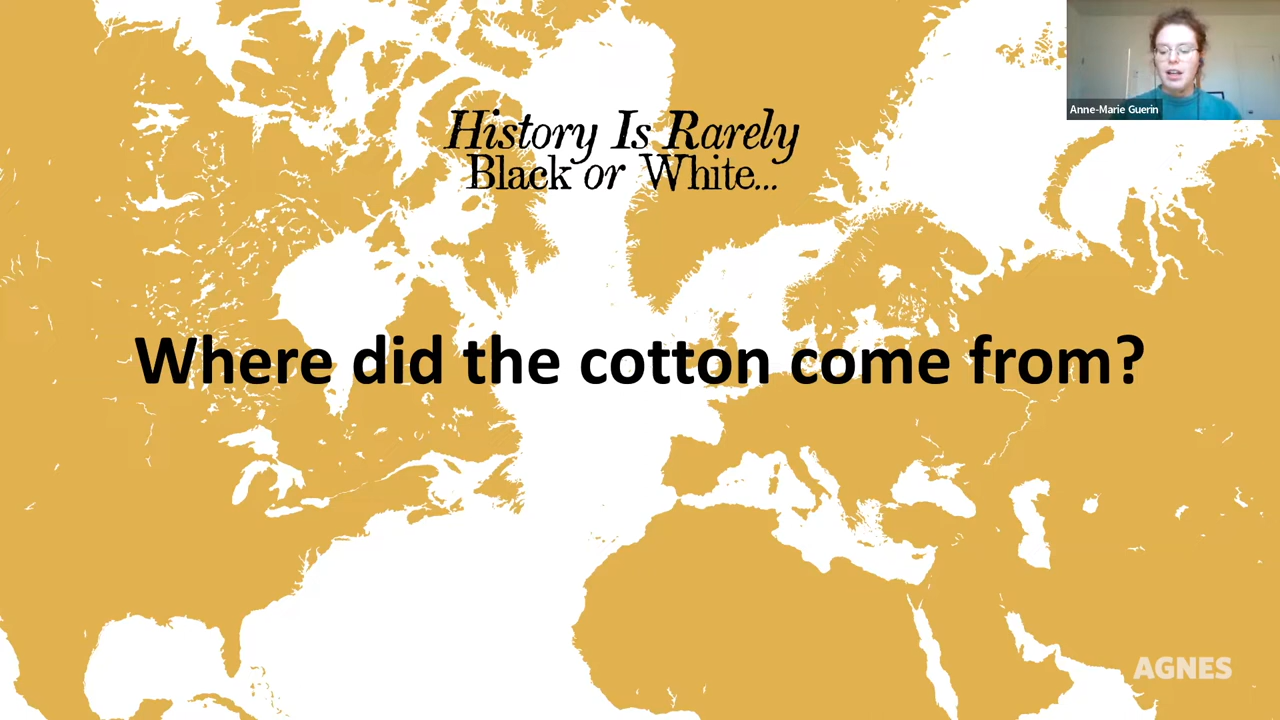 History Is Rarely
Black or White...
Anne-Marie Guerin
Where did the cotton come from?
AGNES